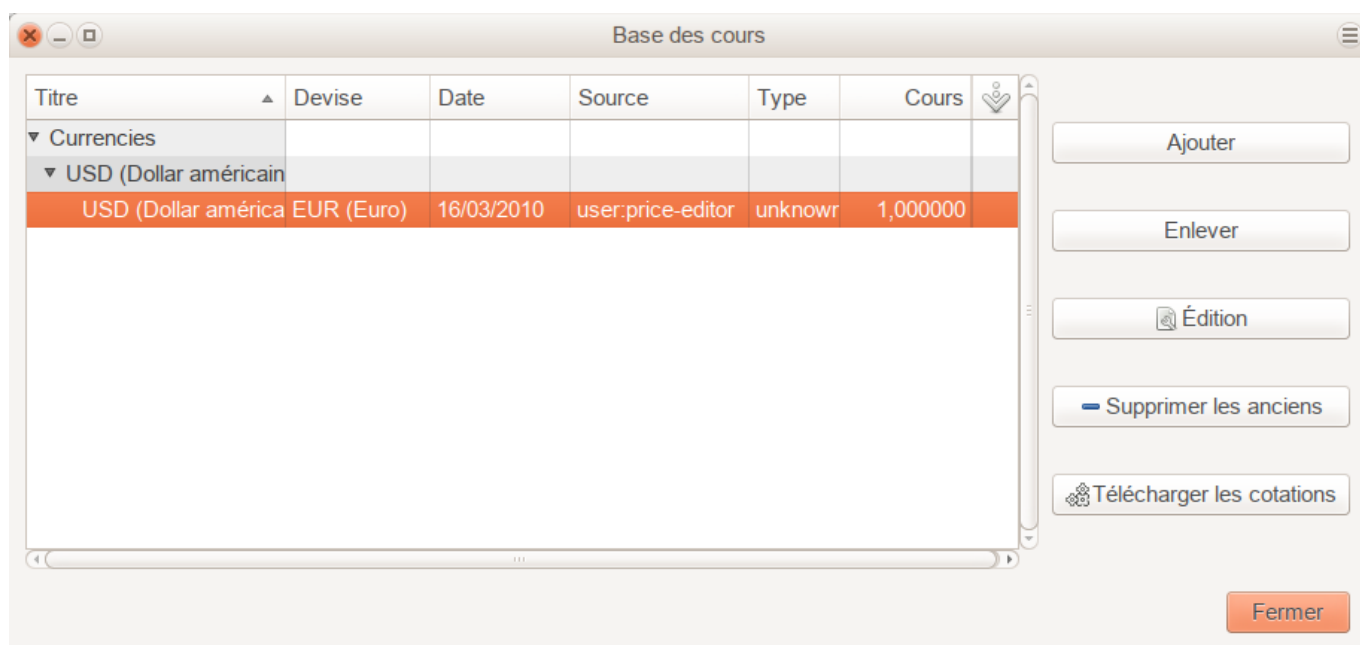 Base des cours
Titre Devise Date Source Type Cours
Currencies
USD (Dollar américain
USD (Dollar américa EUR (Euro) 16/03/2010 user:price-editor unknowr 1,000000
Ajouter
Enlever
Édition
Supprimer les anciens
Télécharger les cotations
Fermer